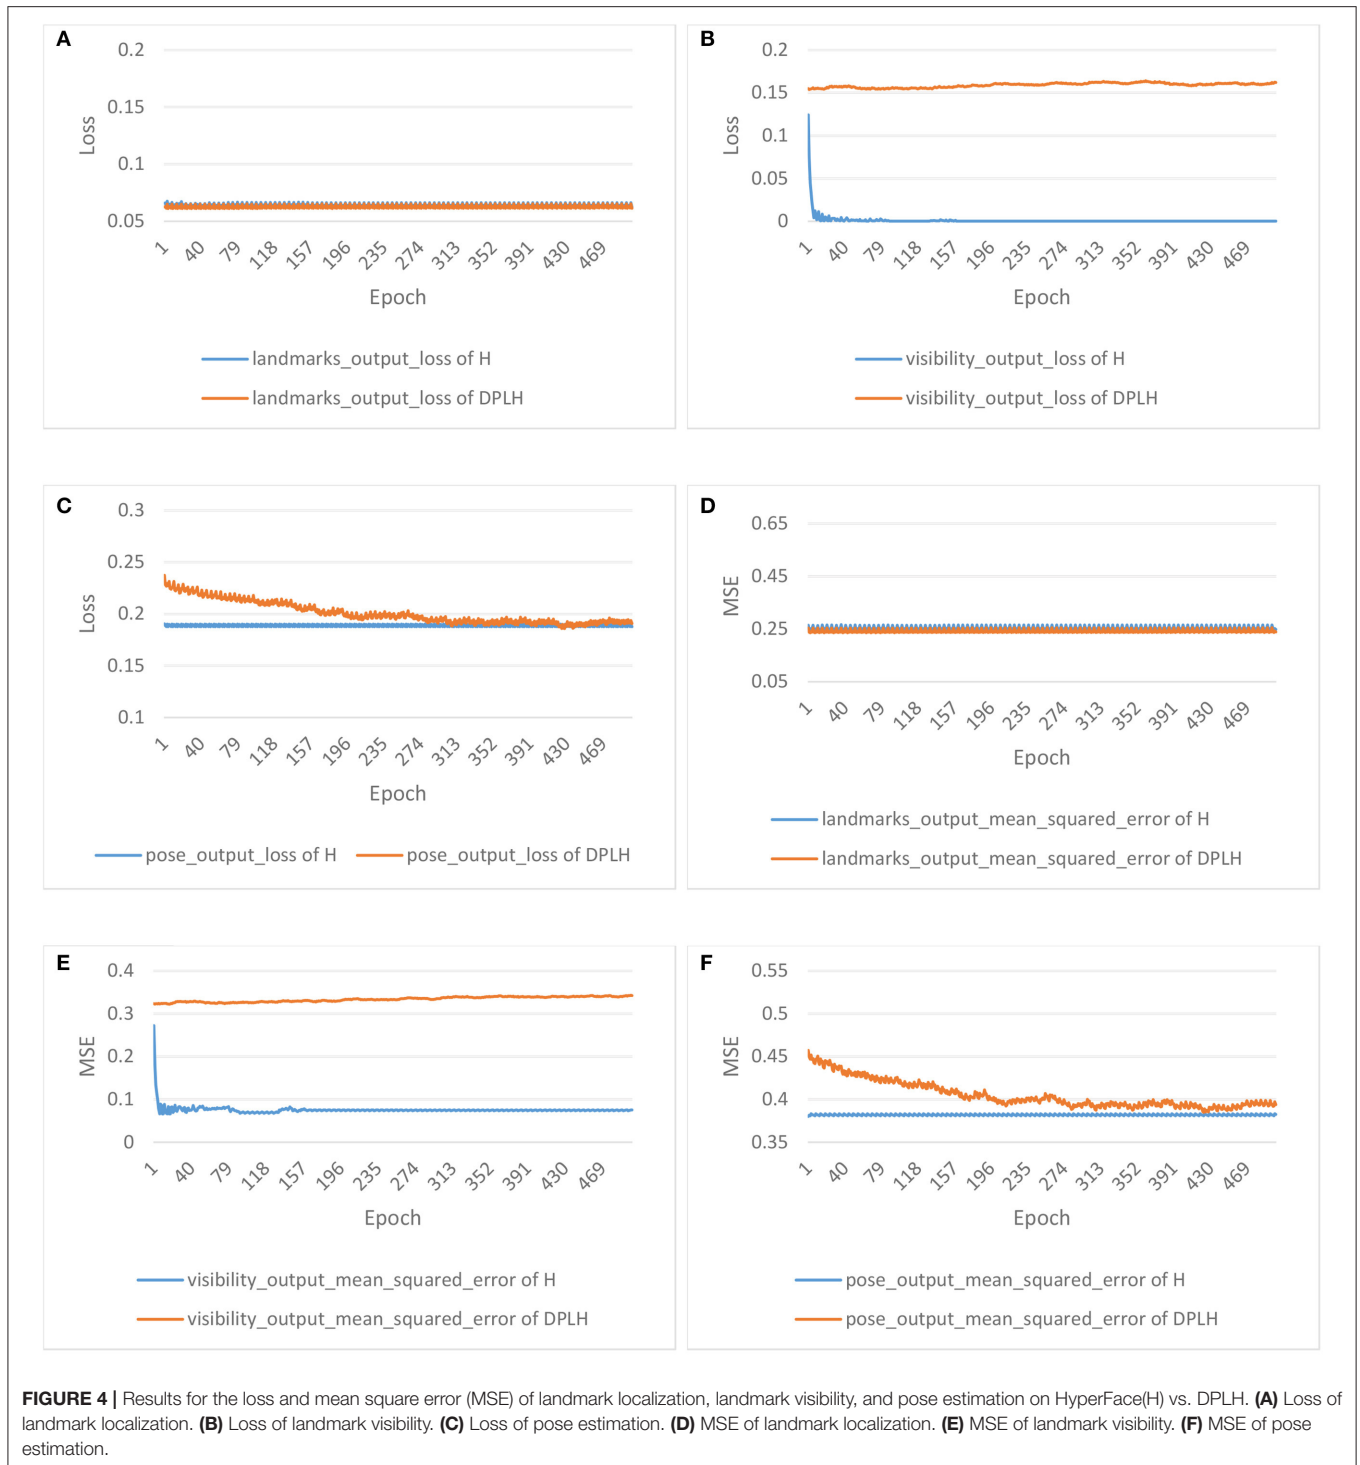 A
0.2
0.15
0.1
0.05
Loss
1 40 79 118 157 196 235 274 313 352 391 430 469
Epoch
landmarks_output_loss of H
landmarks_output_loss of DPLH
B
0.2
0.15
0.1
0.05
0
Loss
1 40 79 118 157 196 235 274 313 352 391 430 469
Epoch
visibility_output_loss of H
visibility_output_loss of DPLH
C
0.3
0.25
0.2
0.15
0.1
Loss
1 40 79 118 157 196 235 274 313 352 391 430 469
Epoch
pose_output_loss of H pose_output_loss of DPLH
D
0.65
0.45
0.25
0.05
MSE
1 40 79 118 157 196 235 274 313 352 391 430 469
Epoch
landmarks_output_mean_squared_error of H
landmarks_output_mean_squared_error of DPLH
E
0.4
0.3
0.2
0.1
0
MSE
1 40 79 118 157 196 235 274 313 352 391 430 469
Epoch
visibility_output_mean_squared_error of H
visibility_output_mean_squared_error of DPLH
F
0.55
0.5
0.45
0.4
0.35
MSE
1 40 79 118 157 196 235 274 313 352 391 430 469
Epoch
pose_output_mean_squared_error of H
pose_output_mean_squared_error of DPLH
FIGURE 4 | Results for the loss and mean square error (MSE) of landmark localization, landmark visibility, and pose estimation on HyperFace(H) vs. DPLH. (A) Loss of
landmark localization. (B) Loss of landmark visibility. (C) Loss of pose estimation. (D) MSE of landmark localization. (E) MSE of landmark visibility. (F) MSE of pose
estimation.